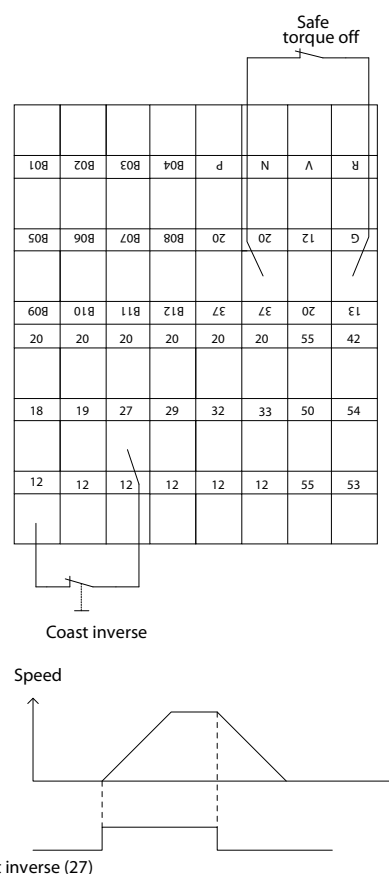 Safe
torque off
B01 B02 B03 B04 P N V R
B05 B06 B07 B08 20 20 12 G
B09 B10 B11 B12 37 37 20 13
20 20 20 20 20 20 55 42
18 19 27 29 32 33 50 54
12 12 12 12 12 12 55 53
Coast inverse
Speed
t inverse (27)